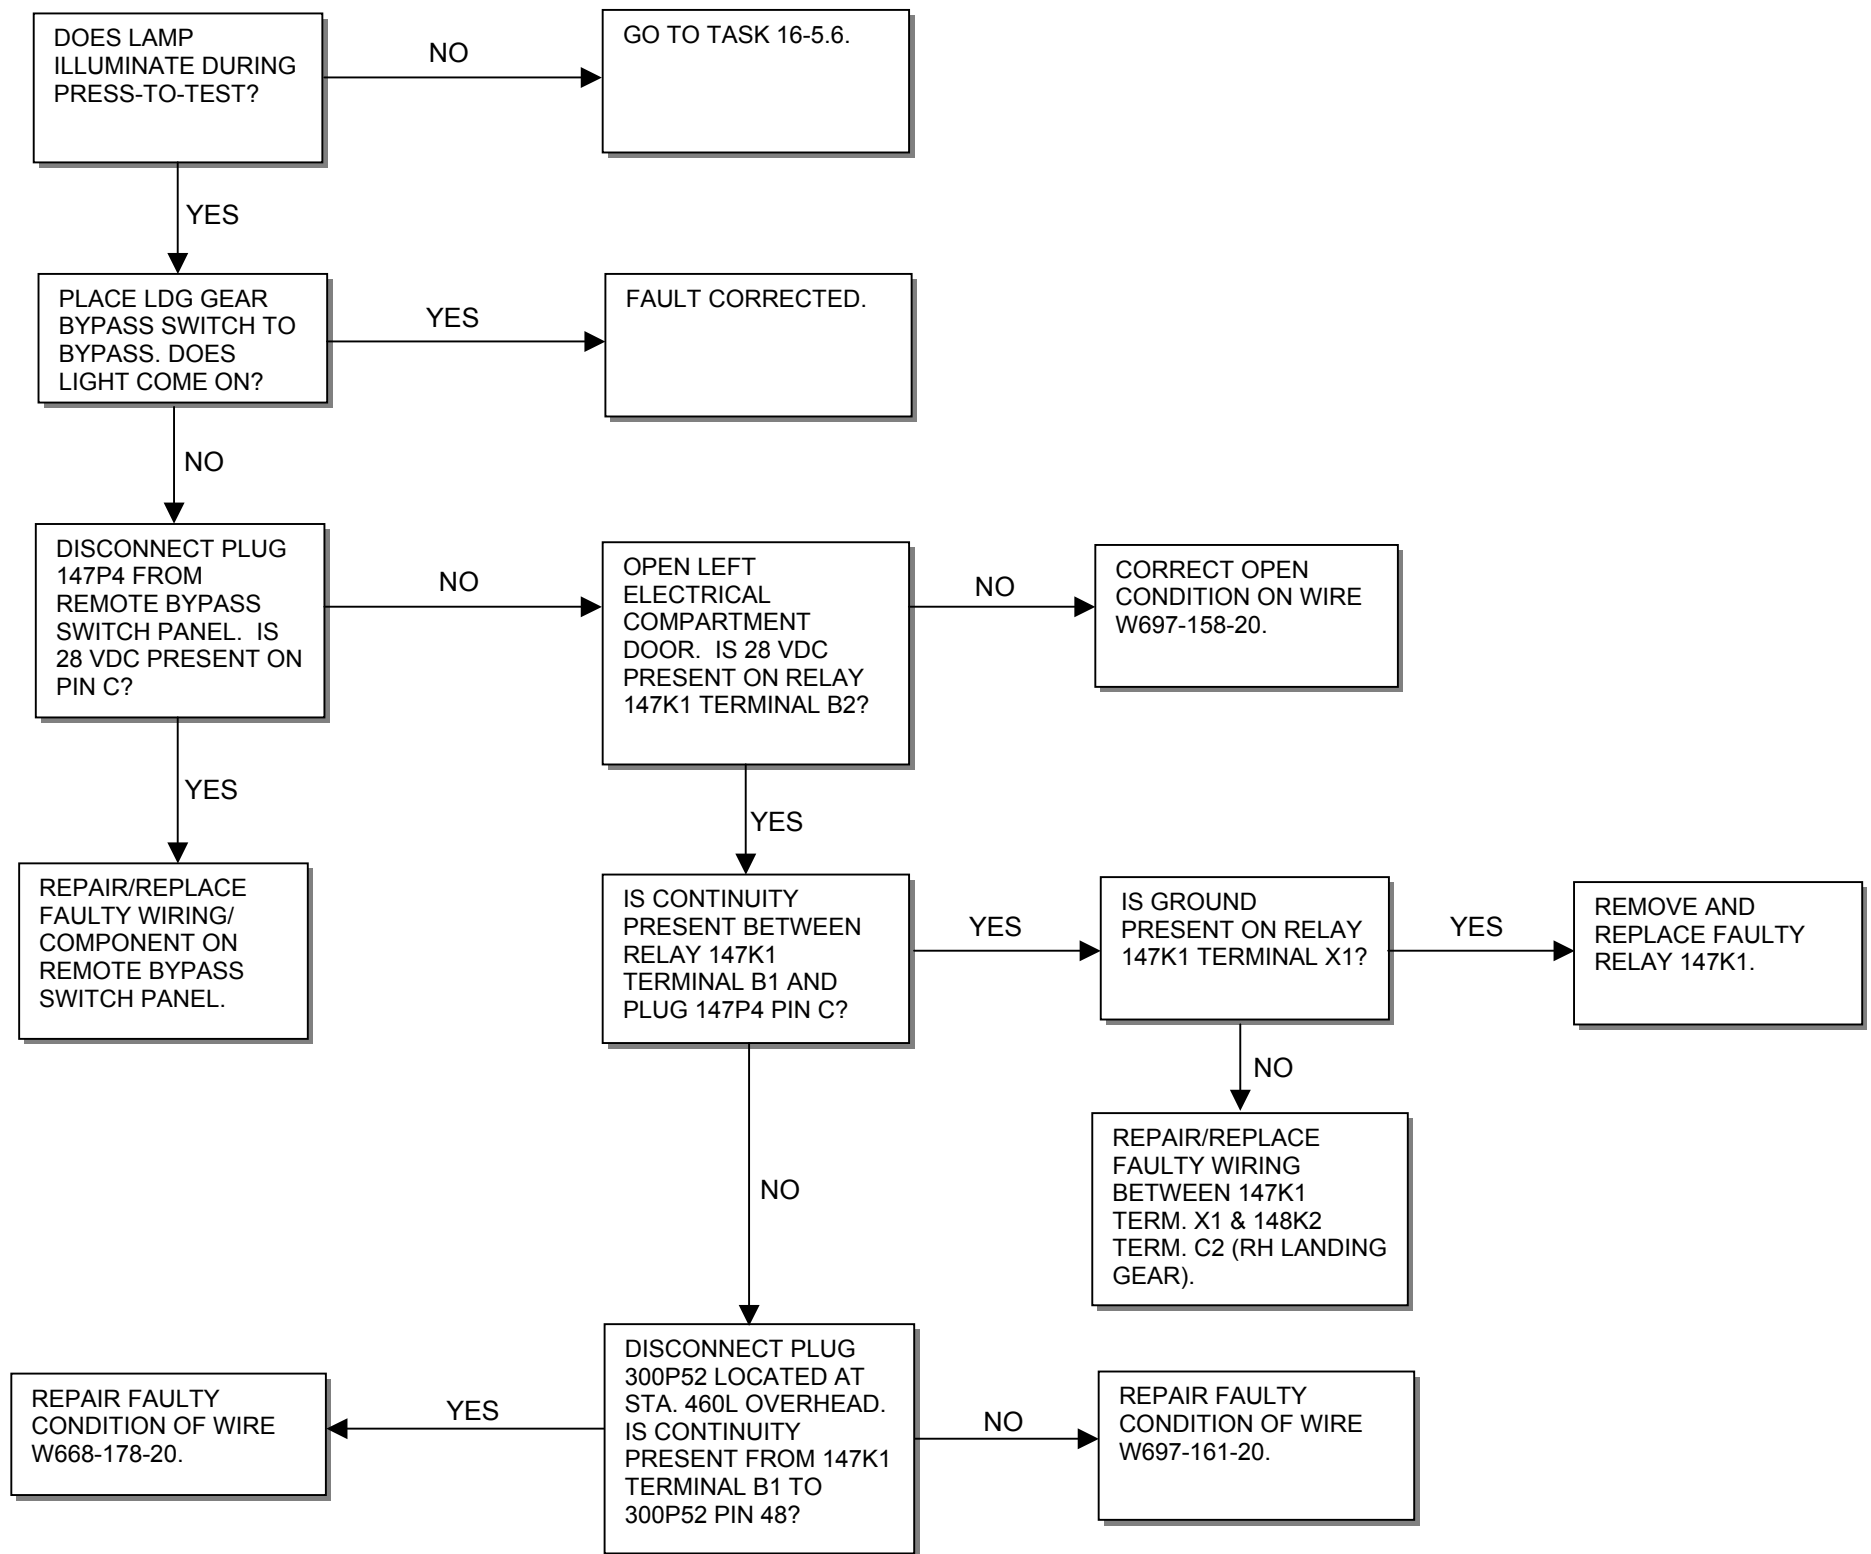 DOES LAMP
ILLUMINATE DURING
PRESS-TO-TEST?
NO
GO TO TASK 16-5.6.
YES
PLACE LDG GEAR
BYPASS SWITCH TO
BYPASS. DOES
LIGHT COME ON?
YES
FAULT CORRECTED.
NO
DISCONNECT PLUG
147P4 FROM
REMOTE BYPASS
SWITCH PANEL. IS
28 VDC PRESENT ON
PIN C?
NO
OPEN LEFT
ELECTRICAL
COMPARTMENT
DOOR. IS 28 VDC
PRESENT ON RELAY
147K1 TERMINAL B2?
NO
CORRECT OPEN
CONDITION ON WIRE
W697-158-20.
YES
YES
REPAIR/REPLACE
FAULTY WIRING/
COMPONENT ON
REMOTE BYPASS
SWITCH PANEL.
IS CONTINUITY
PRESENT BETWEEN
RELAY 147K1
TERMINAL B1 AND
PLUG 147P4 PIN C?
YES
IS GROUND
PRESENT ON RELAY
147K1 TERMINAL X1?
YES
REMOVE AND
REPLACE FAULTY
RELAY 147K1.
NO
REPAIR/REPLACE
FAULTY WIRING
BETWEEN 147K1
TERM. X1 & 148K2
TERM. C2 (RH LANDING
GEAR).
NO
DISCONNECT PLUG
300P52 LOCATED AT
STA. 460L OVERHEAD.
IS CONTINUITY
PRESENT FROM 147K1
TERMINAL B1 TO
300P52 PIN 48?
YES
REPAIR FAULTY
CONDITION OF WIRE
W668-178-20.
NO
REPAIR FAULTY
CONDITION OF WIRE
W697-161-20.